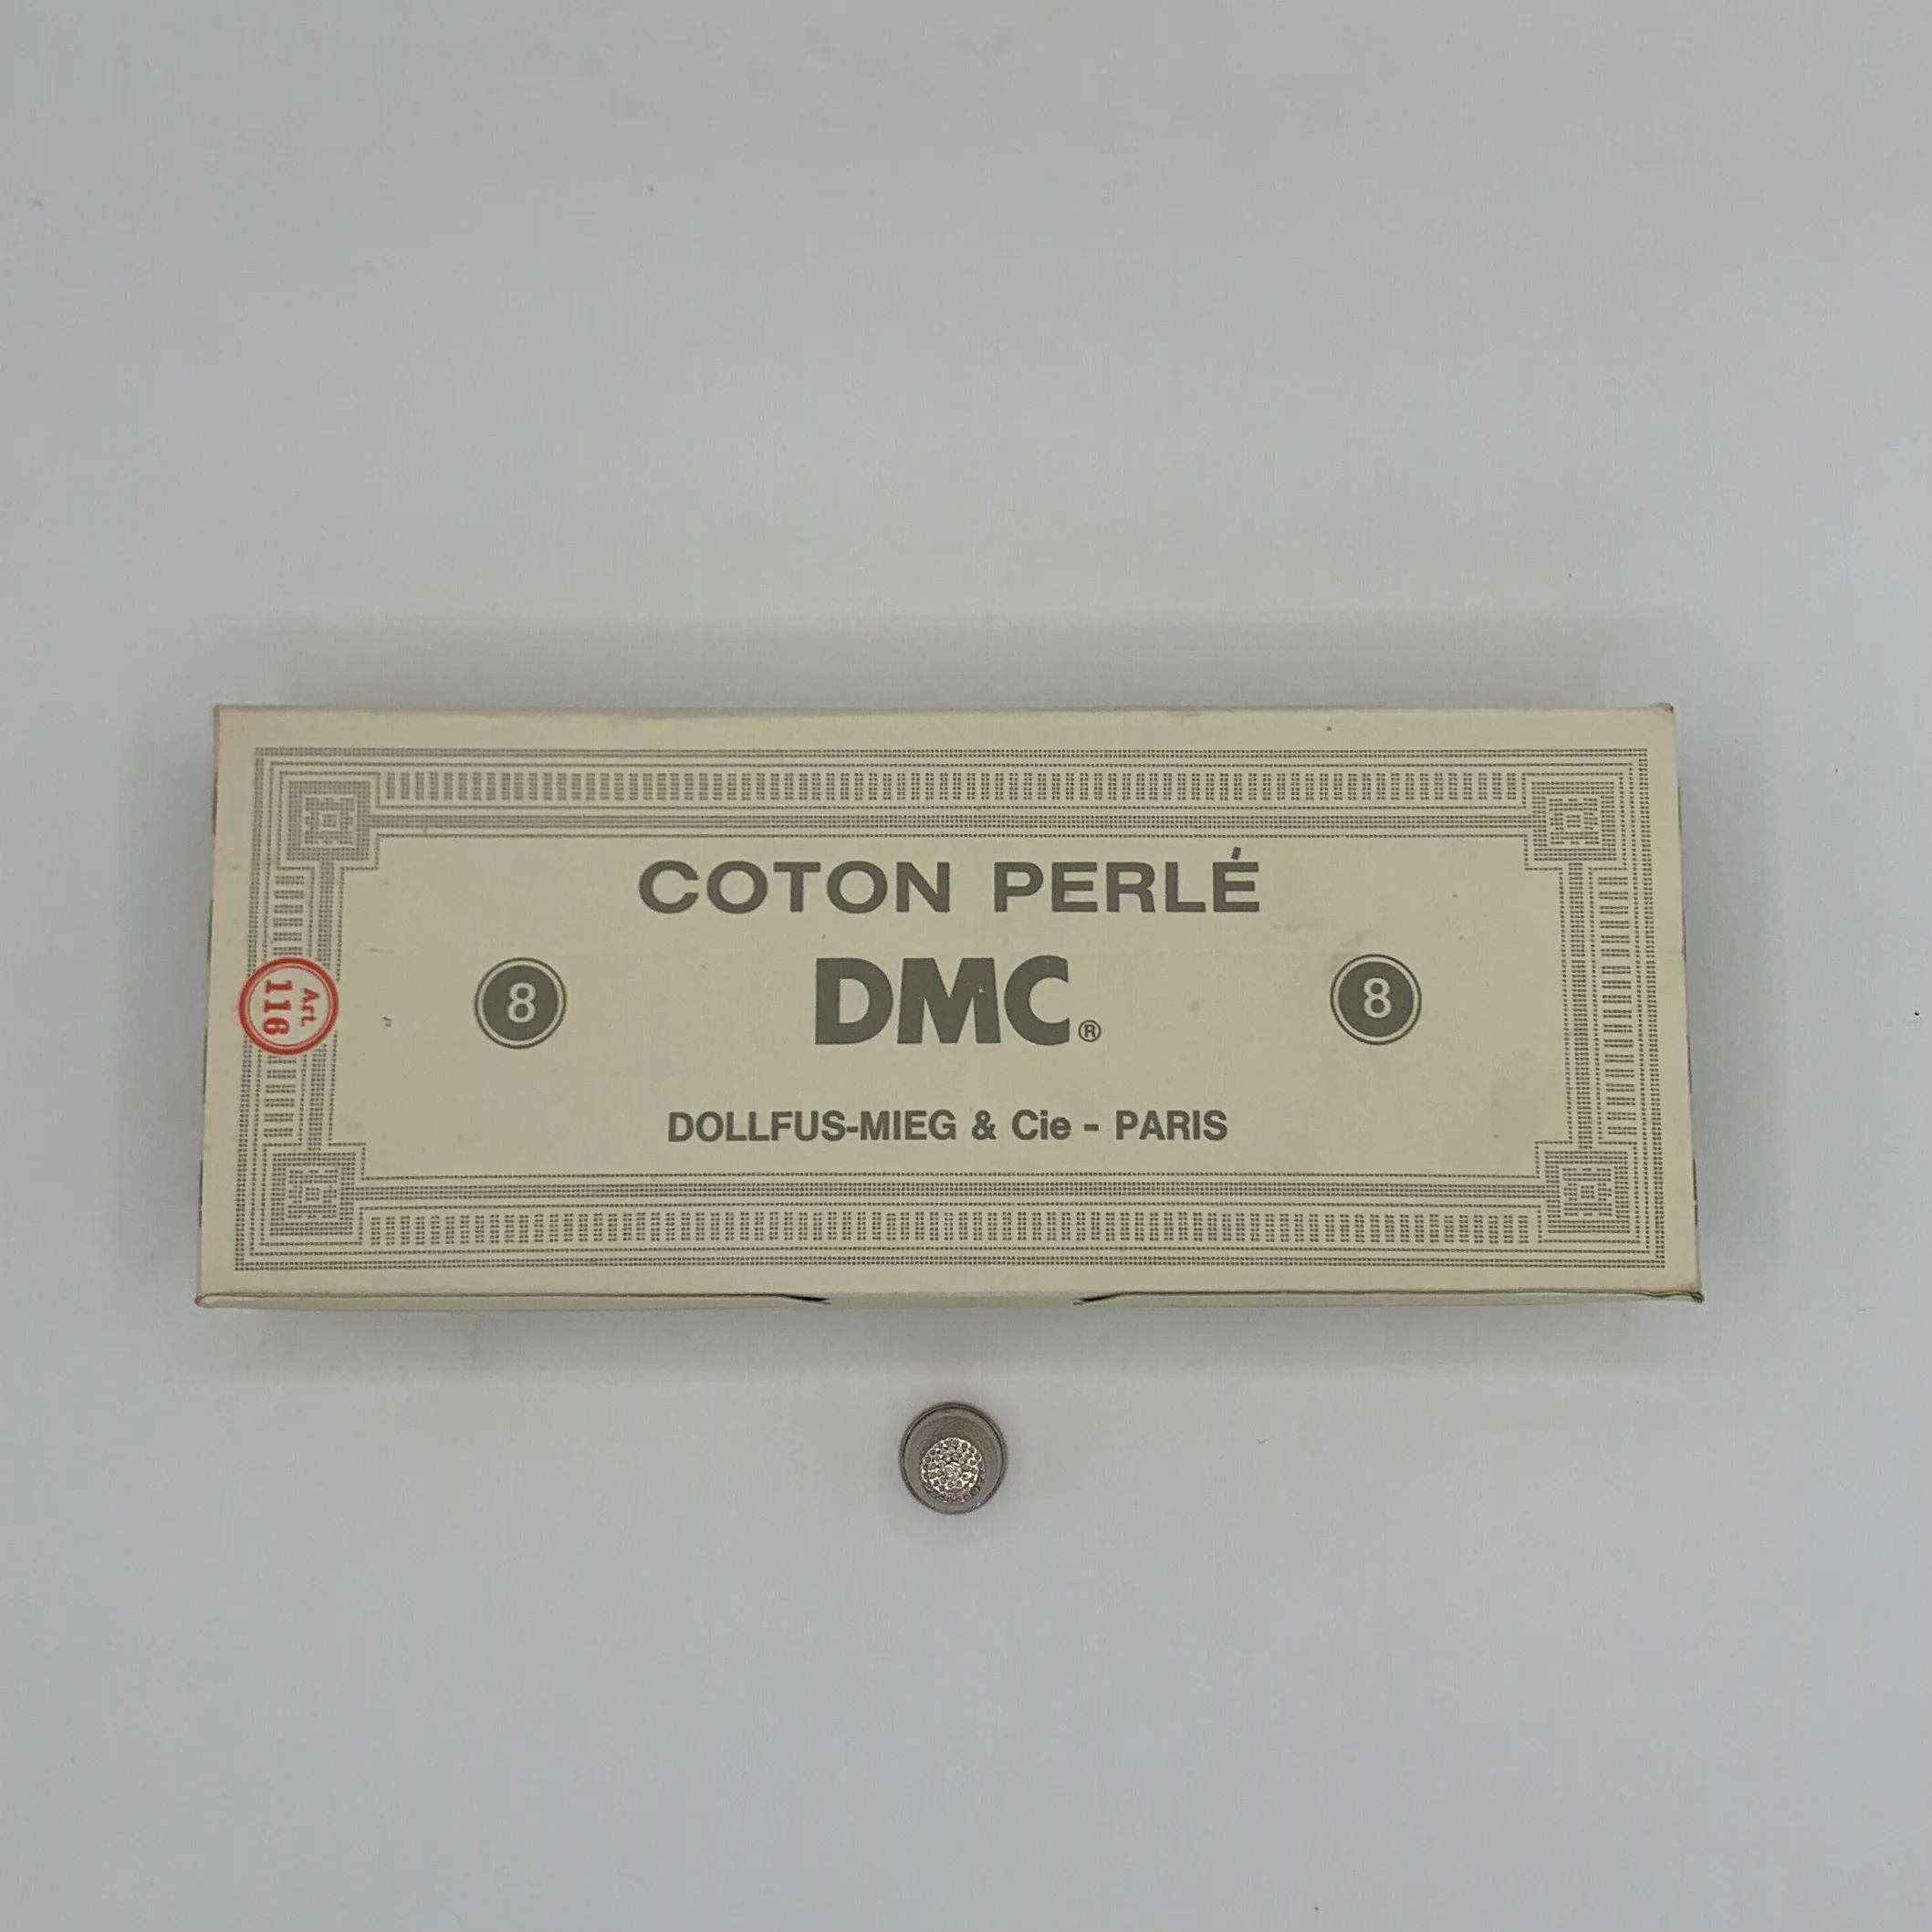 COTON PERLÉ
Art.
116
8
DMC®
8
DOLLFUS-MIEG & Cie - PARIS